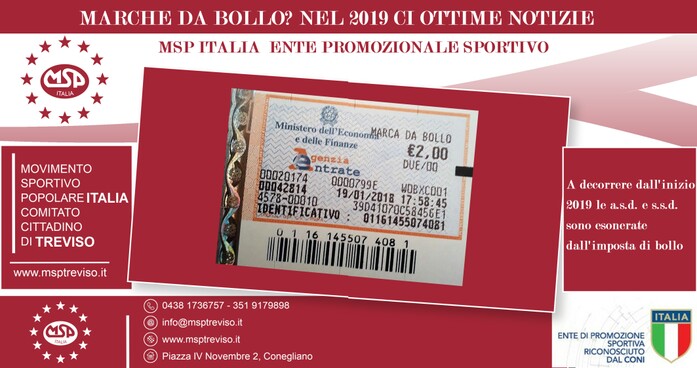 MARCHE DA BOLLO? NEL 2019 CI OTTIME NOTIZIE
MSP ITALIA ENTE PROMOZIONALE SPORTIVO
MSP
ITALIA
MOVIMENTO
SPORTIVO
POPOLARE ITALIA
COMITATO
CITTADINO
DI TREVISO
www.msptreviso.it
Ministero dell'Economia
e delle Finanze
MARCA DA BOLLO
€2,00
DUE/00
Agenzia
Entrate
00020174 0000799E W0BXC001
00042814 19/01/2018 17:58:45
4578-00010 39D41070C58456E1
IDENTIFICATIVO : 01161455074081
0 1 16 145507 408 1
A decorrere dall'inizio
2019 le a.s.d. e s.s.d.
sono esonerate
dall'imposta di bollo
MSP
ITALIA
0438 1736757 - 351 9179898
info@msptreviso.it
www.msptreviso.it
Piazza IV Novembre 2, Conegliano
ITALIA
ENTE DI PROMOZIONE
SPORTIVA
RICONOSCIUTO
DAL CONI